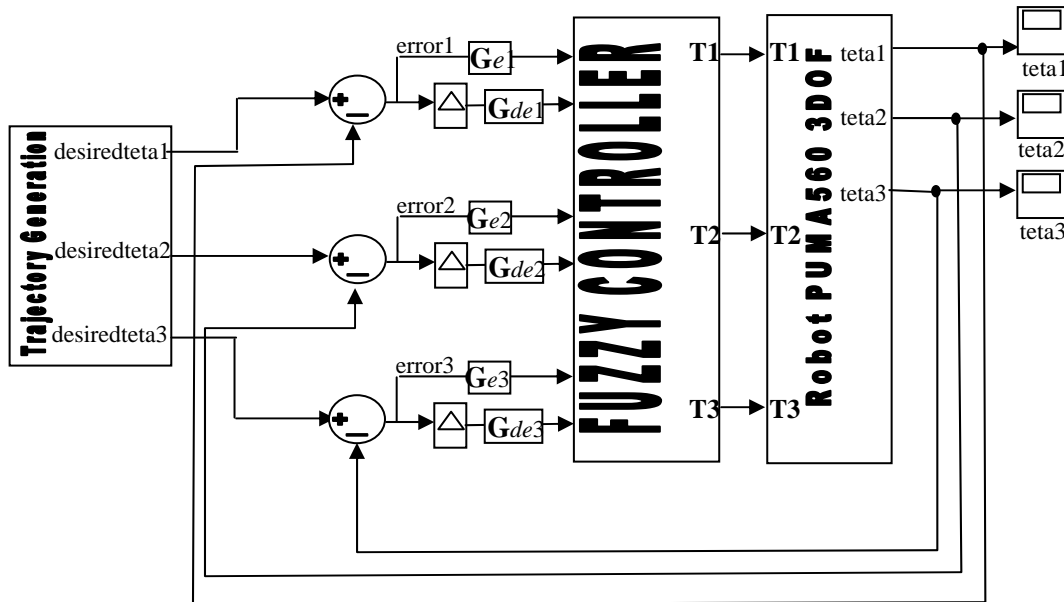 Trajectory Generation
desiredteta1
desiredteta2
desiredteta3
+
−
error1
Ge1
△
Gde1
+
−
error2
Ge2
△
Gde2
+
−
error3
Ge3
△
Gde3
FUZZY CONTROLLER
T1
T2
T3
T1
T2
T3
Robot PUMA560 3DOF
teta1
teta2
teta3
teta1
teta2
teta3